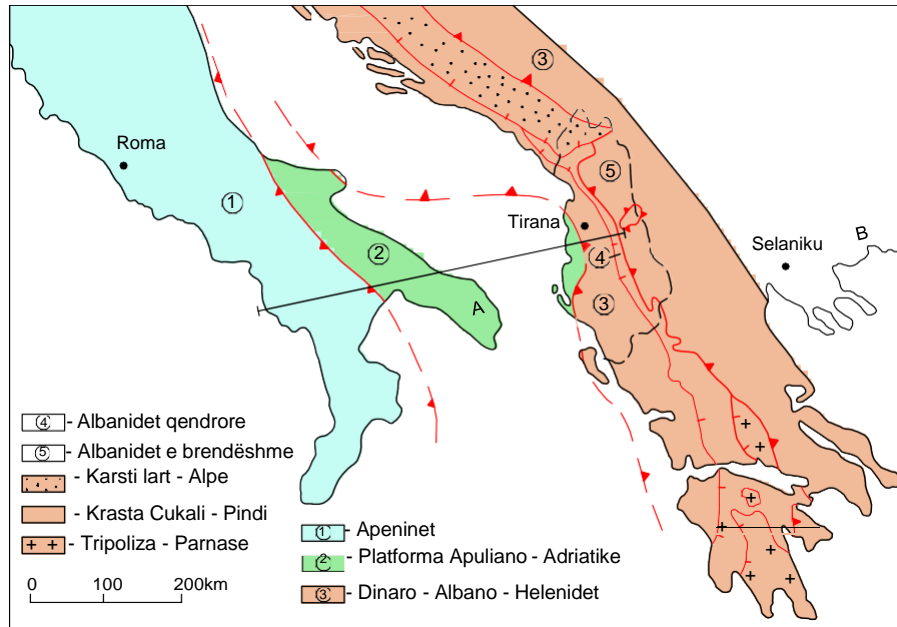 3
Roma
5
1
Tirana
B
Selaniku
2
4
A
3
4 - Albanidet qendrore
5 - Albanidet e brendëshme
- Karsti lart - Alpe
- Krasta Cukali - Pindi
- Tripoliza - Parnase
0 100 200km
1 - Apeninet
2 - Platforma Apuliano - Adriatike
3 - Dinaro - Albano - Helenidet